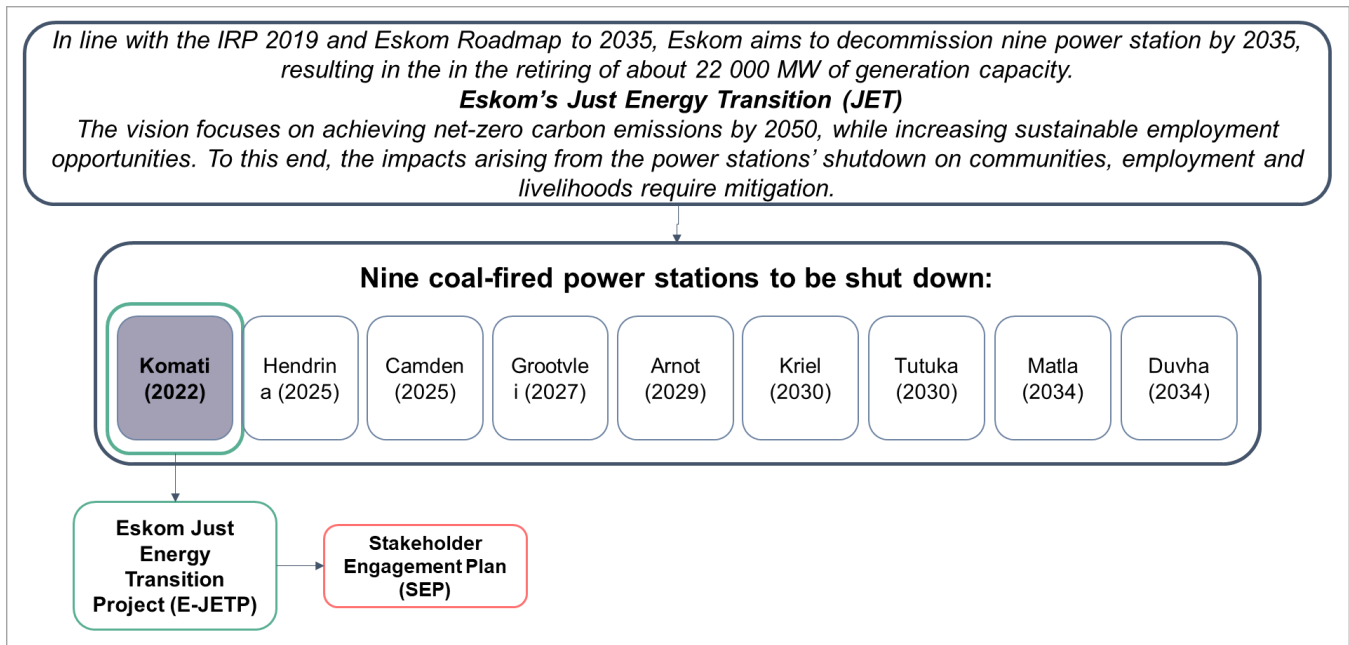 In line with the IRP 2019 and Eskom Roadmap to 2035, Eskom aims to decommission nine power station by 2035,
resulting in the in the retiring of about 22 000 MW of generation capacity.
Eskom's Just Energy Transition (JET)
The vision focuses on achieving net-zero carbon emissions by 2050, while increasing sustainable employment
opportunities. To this end, the impacts arising from the power stations' shutdown on communities, employment and
livelihoods require mitigation.
Nine coal-fired power stations to be shut down:
Komati
(2022)
Hendrin
a (2025)
Camden
(2025)
Grootvle
i (2027)
Arnot
(2029)
Kriel
(2030)
Tutuka
(2030)
Matla
(2034)
Duvha
(2034)
Eskom Just
Energy
Transition
Project (E-JETP)
Stakeholder
Engagement Plan
(SEP)